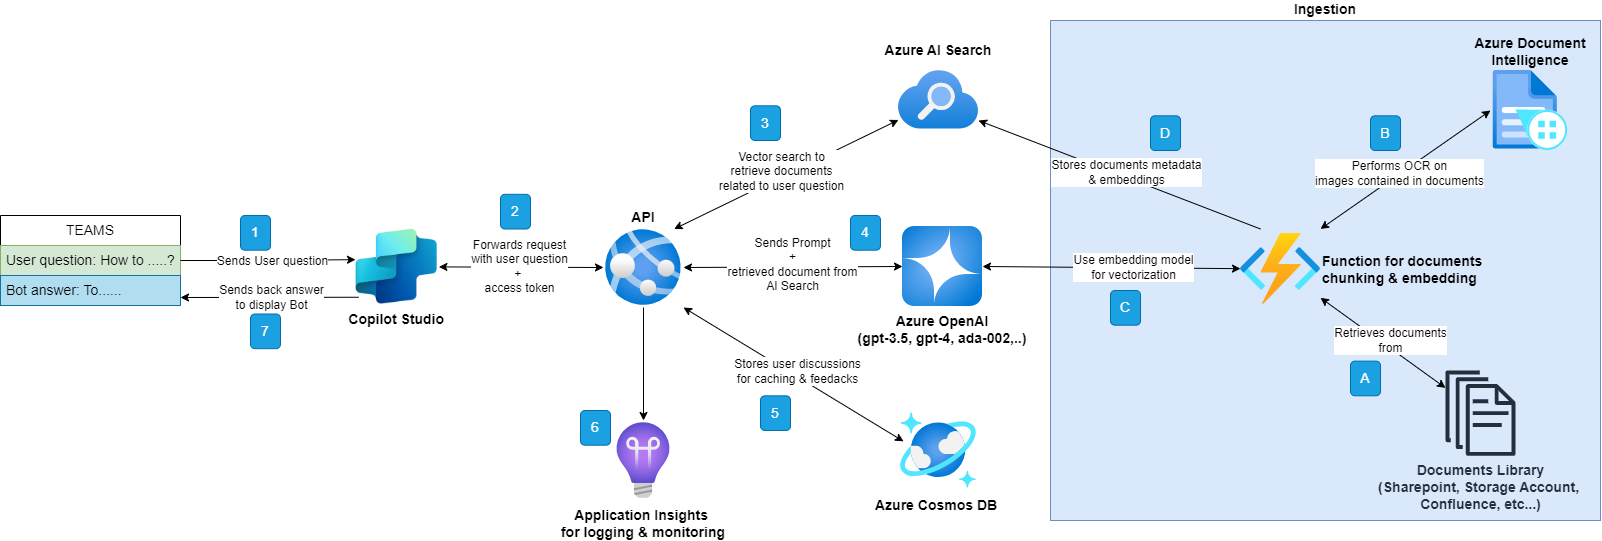 Ingestion
Azure AI Search
Azure Document
Intelligence
3
D
B
Vector search to
retrieve documents
related to user question
Stores documents metadata
& embeddings
Performs OCR on
images contained in documents
TEAMS
User question: How to .....?
Bot answer: To......
1
Sends User question
Sends back answer
to display Bot
7
Copilot Studio
2
Forwards request
with user question
+
access token
API
4
Sends Prompt
+
retrieved document from
AI Search
Azure OpenAI
(gpt-3.5, gpt-4, ada-002,..)
Use embedding model
for vectorization
C
Function for documents
chunking & embedding
Retrieves documents
from
A
Stores user discussions
for caching & feedacks
5
6
Application Insights
for logging & monitoring
Azure Cosmos DB
Documents Library
(Sharepoint, Storage Account,
Confluence, etc...)